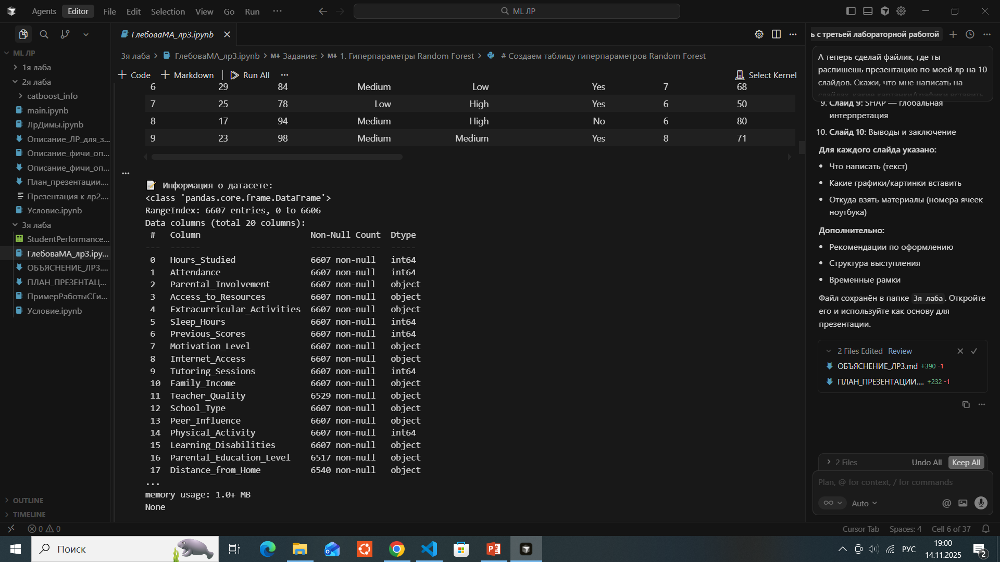 Agents Editor File Edit Selection View Go Run ··· ML ЛР
ML ЛР
1я лаба
2я лаба
catboost_info
main.ipynb
ЛрДимы.ipynb
Описание_ЛР_для_з...
Описание_фичи_оп...
Описание_фичи_оп...
План_презентации....
Презентация к лр2....
Условие.ipynb
3я лаба
StudentPerformance...
ГлебоваМА_лр3.ipy...
ОБЪЯСНЕНИЕ_ЛР3....
ПЛАН_ПРЕЗЕНТАЦ...
ПримерРаботыСГи...
Условие.ipynb
OUTLINE
TIMELINE
ГлебоваМА_лр3.ipynb
3я лаба > ГлебоваМА_лр3.ipynb > M↓ Задание: > M↓ 1. Гиперпараметры Random Forest > # Создаем таблицу гиперпараметров Random Forest
+ Code + Markdown | Run All ··· Select Kernel
6 29 84 Medium Low Yes 7 68
7 25 78 Low High Yes 6 50
8 17 94 Medium High No 6 80
9 23 98 Medium Medium Yes 8 71
...
📝 Информация о датасете:
<class 'pandas.core.frame.DataFrame'>
RangeIndex: 6607 entries, 0 to 6606
Data columns (total 20 columns):
# Column Non-Null Count Dtype
--- ------ -------------- -----
0 Hours_Studied 6607 non-null int64
1 Attendance 6607 non-null int64
2 Parental_Involvement 6607 non-null object
3 Access_to_Resources 6607 non-null object
4 Extracurricular_Activities 6607 non-null object
5 Sleep_Hours 6607 non-null int64
6 Previous_Scores 6607 non-null int64
7 Motivation_Level 6607 non-null object
8 Internet_Access 6607 non-null object
9 Tutoring_Sessions 6607 non-null int64
10 Family_Income 6607 non-null object
11 Teacher_Quality 6529 non-null object
12 School_Type 6607 non-null object
13 Peer_Influence 6607 non-null object
14 Physical_Activity 6607 non-null int64
15 Learning_Disabilities 6607 non-null object
16 Parental_Education_Level 6517 non-null object
17 Distance_from_Home 6540 non-null object
...
memory usage: 1.0+ MB
None
ь с третьей лабораторной работой
А теперь сделай файлик, где ты
распишешь презентацию по моей лр на 10
слайдов. Скажи, что мне написать на
слайдах, какие картинки/графики вставить
9. Слайд 9: SHAP — глобальная
интерпретация
10. Слайд 10: Выводы и заключение
Для каждого слайда указано:
• Что написать (текст)
• Какие графики/картинки вставить
• Откуда взять материалы (номера ячеек
ноутбука)
Дополнительно:
• Рекомендации по оформлению
• Структура выступления
• Временные рамки
Файл сохранён в папке 3я лаба. Откройте
его и используйте как основу для
презентации.
2 Files Edited Review
ОБЪЯСНЕНИЕ_ЛР3.md +390 -1
ПЛАН_ПРЕЗЕНТАЦИИ.... +232 -1
2 Files Undo All Keep All
Plan, @ for context, / for commands
∞ Auto @
0 0 Cursor Tab Spaces: 4 Cell 6 of 37
Поиск
РУС
19:00
14.11.2025
2